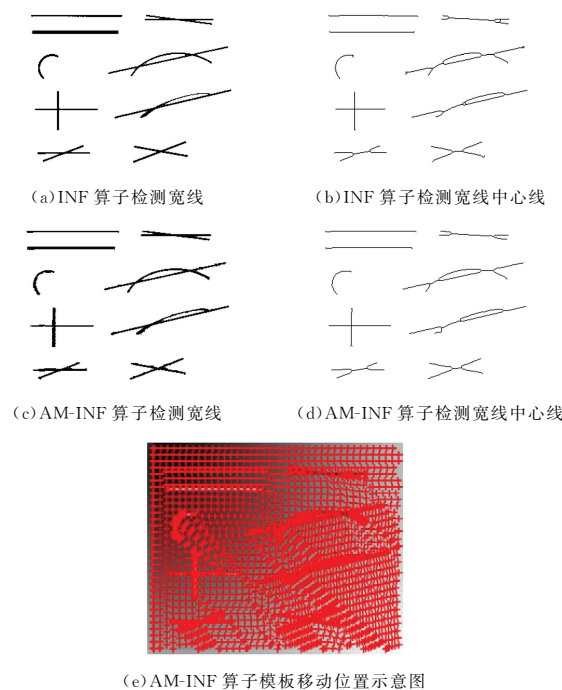 (a)INF 算子检测宽线
(b)INF 算子检测宽线中心线
(c)AM-INF 算子检测宽线
(d)AM-INF 算子检测宽线中心线
(e)AM-INF 算子模板移动位置示意图